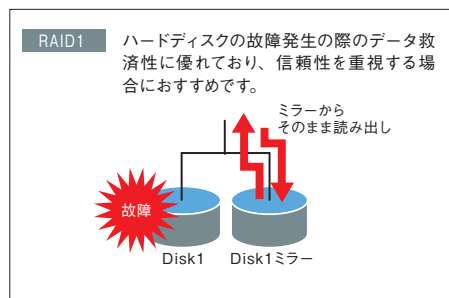 RAID1
ハードディスクの故障発生の際のデータ救
済性に優れており、信頼性を重視する場
合におすすめです。
ミラーから
そのまま読み出し
故障
Disk1
Disk1ミラー